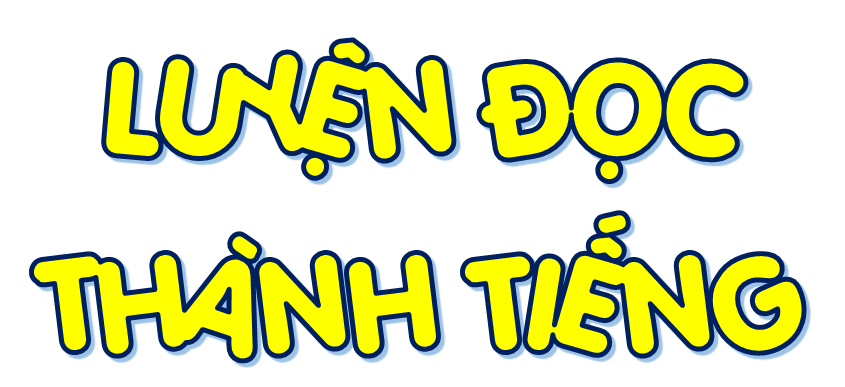 LUYỆN ĐỌC
THÀNH TIẾNG